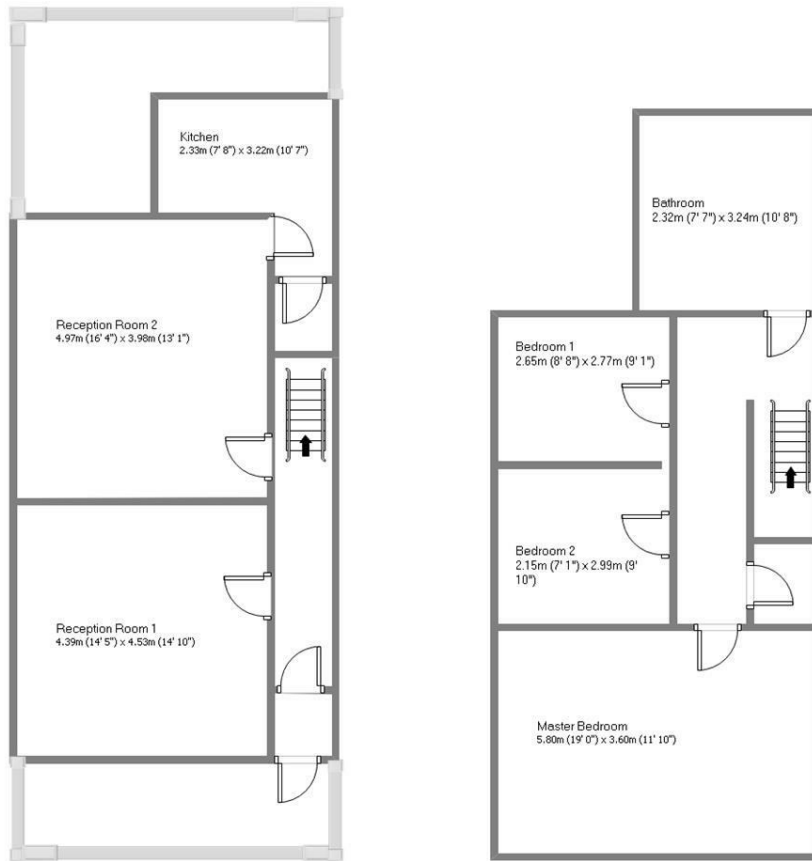 Kitchen
2.33m (7' 8") x 3.22m (10' 7")
Reception Room 2
4.97m (16' 4") x 3.98m (13' 1")
Reception Room 1
4.39m (14' 5") x 4.53m (14' 10")
Bathroom
2.32m (7' 7") x 3.24m (10' 8")
Bedroom 1
2.65m (8' 8") x 2.77m (9' 1")
Bedroom 2
2.15m (7' 1") x 2.99m (9'
10")
Master Bedroom
5.80m (19' 0") x 3.60m (11' 10")